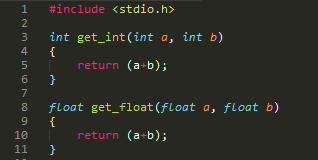 1 #include <stdio.h>
2
3 int get_int(int a, int b)
4 {
5     return (a+b);
6 }
7
8 float get_float(float a, float b)
9 {
10     return (a+b);
11 }